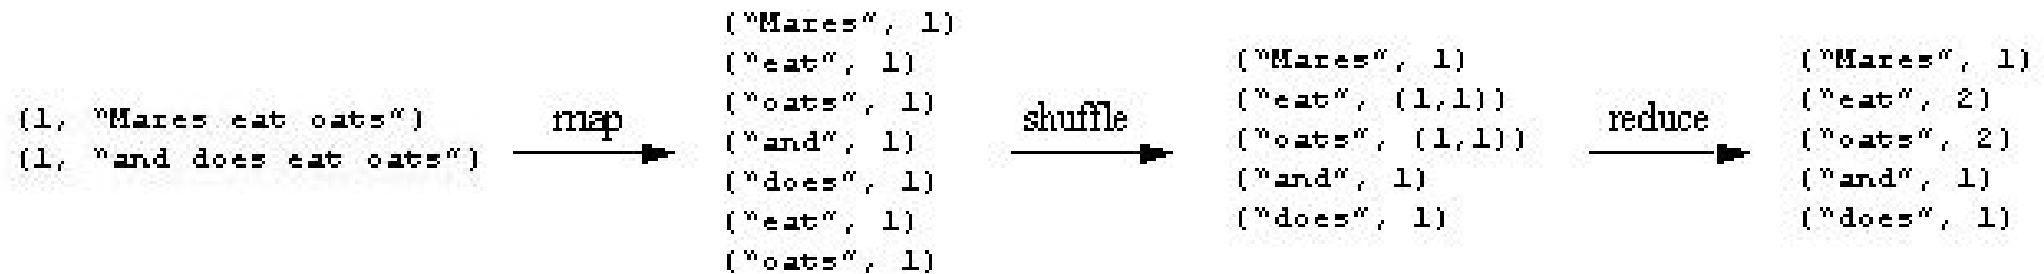 (1, "Mares eat oats")
(1, "and does eat oats")
map
("Mares", 1)
("eat", 1)
("oats", 1)
("and", 1)
("does", 1)
("eat", 1)
("oats", 1)
shuffle
("Mares", 1)
("eat", (1,1))
("oats", (1,1))
("and", 1)
("does", 1)
reduce
("Mares", 1)
("eat", 2)
("oats", 2)
("and", 1)
("does", 1)